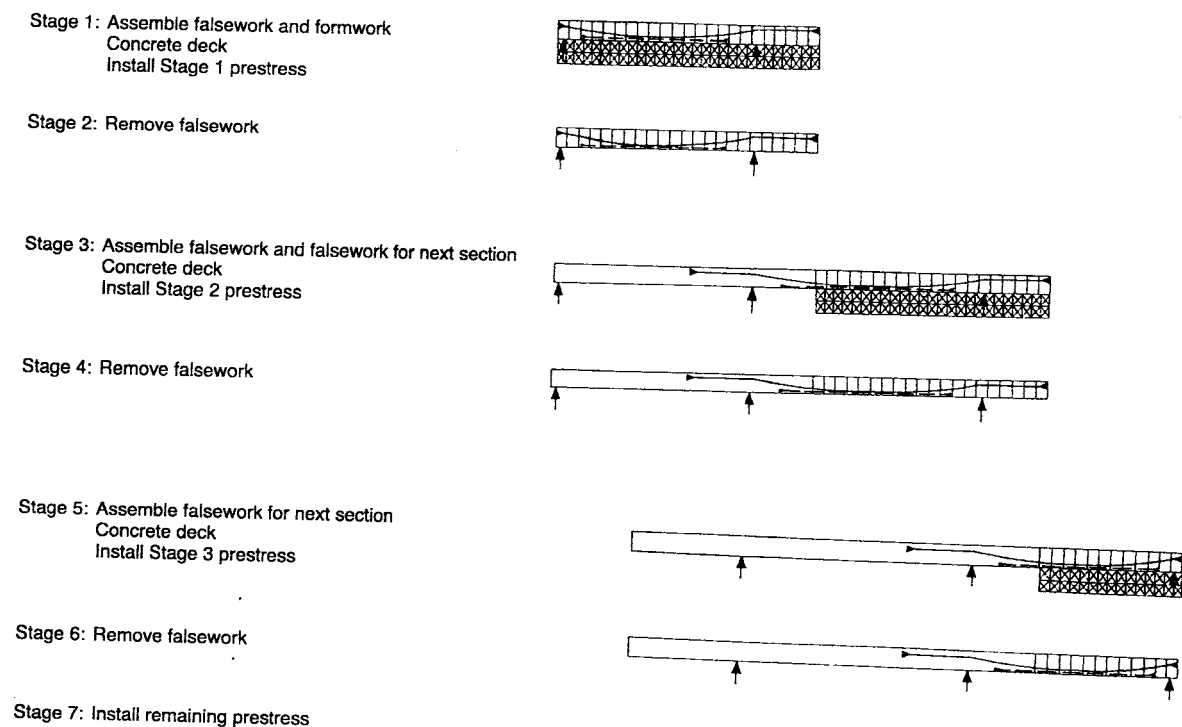 Stage 1: Assemble falsework and formwork
Concrete deck
Install Stage 1 prestress
Stage 2: Remove falsework
Stage 3: Assemble falsework and falsework for next section
Concrete deck
Install Stage 2 prestress
Stage 4: Remove falsework
Stage 5: Assemble falsework for next section
Concrete deck
Install Stage 3 prestress
Stage 6: Remove falsework
Stage 7: Install remaining prestress